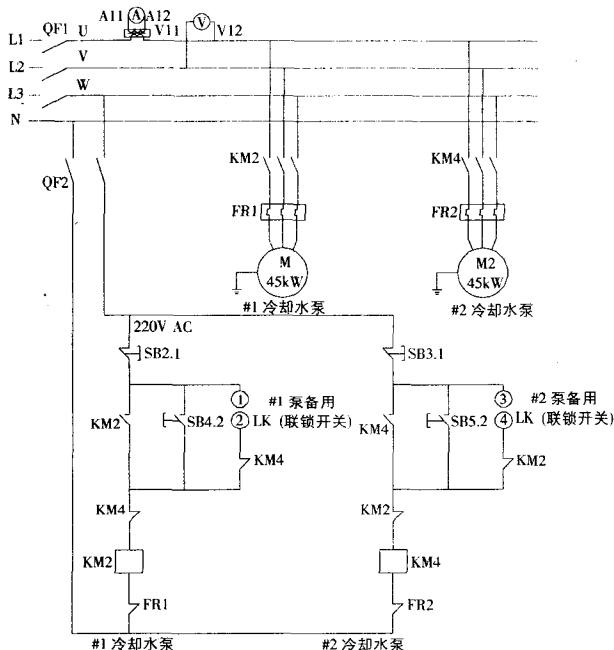 A11 A A12
QF1 U V11 V V12
L1
V
L2
W
L3
N
KM2 KM4
QF2
FR1 FR2
M M2
45kW 45kW
#1 冷却水泵 #2 冷却水泵
220V AC
SB2.1 SB3.1
① #1 泵备用 ③ #2 泵备用
KM2 SB4.2 ② LK (联锁开关) KM4 SB5.2 ④ LK (联锁开关)
KM4 KM2
KM4 KM2
KM2 KM4
FR1 FR2
#1 冷却水泵 #2 冷却水泵